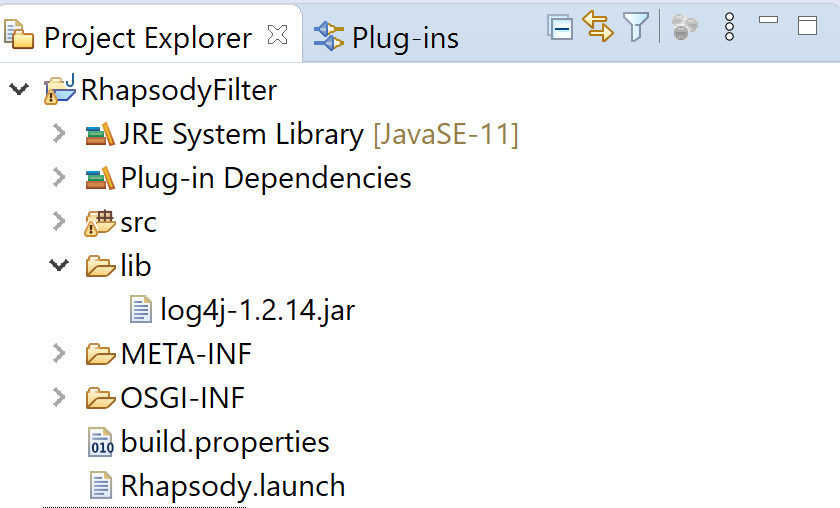 Project Explorer Plug-ins
RhapsodyFilter
JRE System Library [JavaSE-11]
Plug-in Dependencies
src
lib
log4j-1.2.14.jar
META-INF
OSGI-INF
010 build.properties
Rhapsody.launch